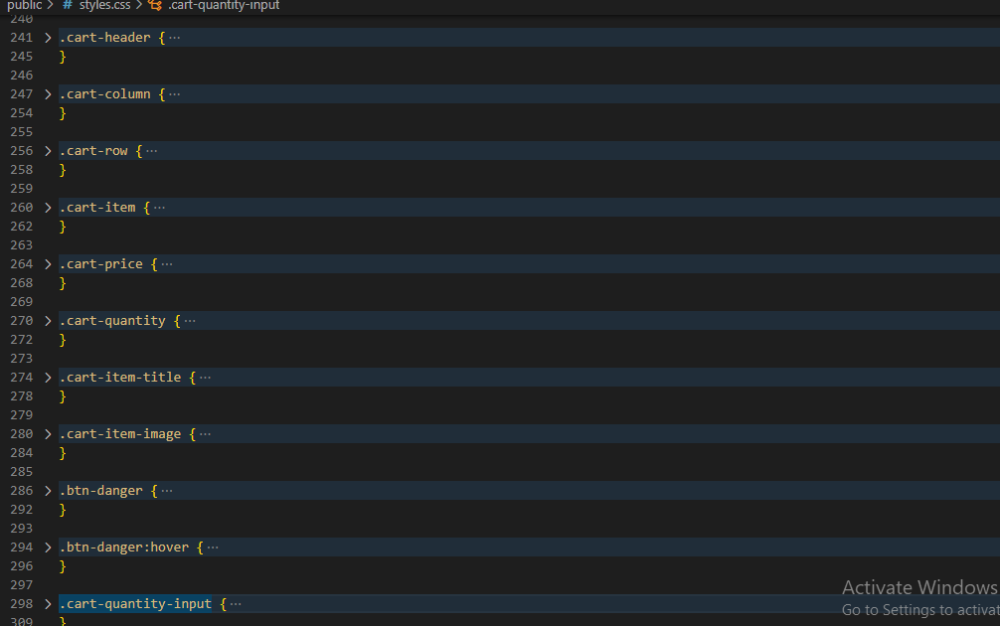 public > # styles.css > .cart-quantity-input
240
241 > .cart-header { ···
245 }
246
247 > .cart-column { ···
254 }
255
256 > .cart-row { ···
258 }
259
260 > .cart-item { ···
262 }
263
264 > .cart-price { ···
268 }
269
270 > .cart-quantity { ···
272 }
273
274 > .cart-item-title { ···
278 }
279
280 > .cart-item-image { ···
284 }
285
286 > .btn-danger { ···
292 }
293
294 > .btn-danger:hover { ···
296 }
297
298 > .cart-quantity-input { ···
309 }
Activate Windows
Go to Settings to activat